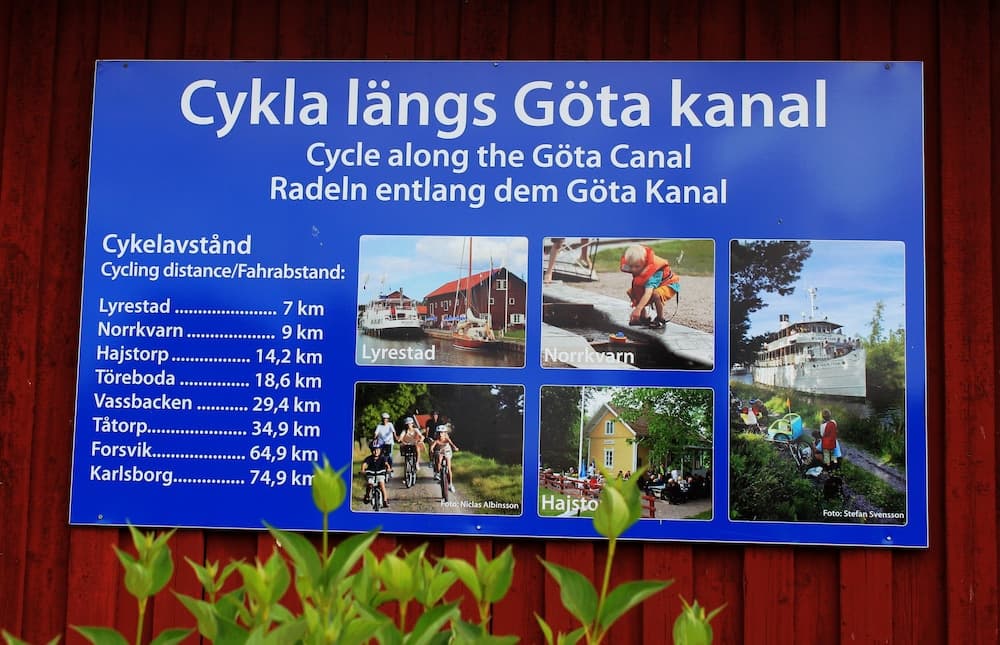 Cykla längs Göta kanal
Cycle along the Göta Canal
Radeln entlang dem Göta Kanal
Cykelavstånd
Cycling distance/Fahrabstand:
Lyrestad ........................ 7 km
Norrkvarn ..................... 9 km
Hajstorp ................... 14,2 km
Töreboda ................. 18,6 km
Vassbacken ............ 29,4 km
Tåtorp........................ 34,9 km
Forsvik...................... 64,9 km
Karlsborg................. 74,9 km
Lyrestad
Norrkvarn
Foto: Niclas Albinsson
Hajsto
Foto: Stefan Svensson